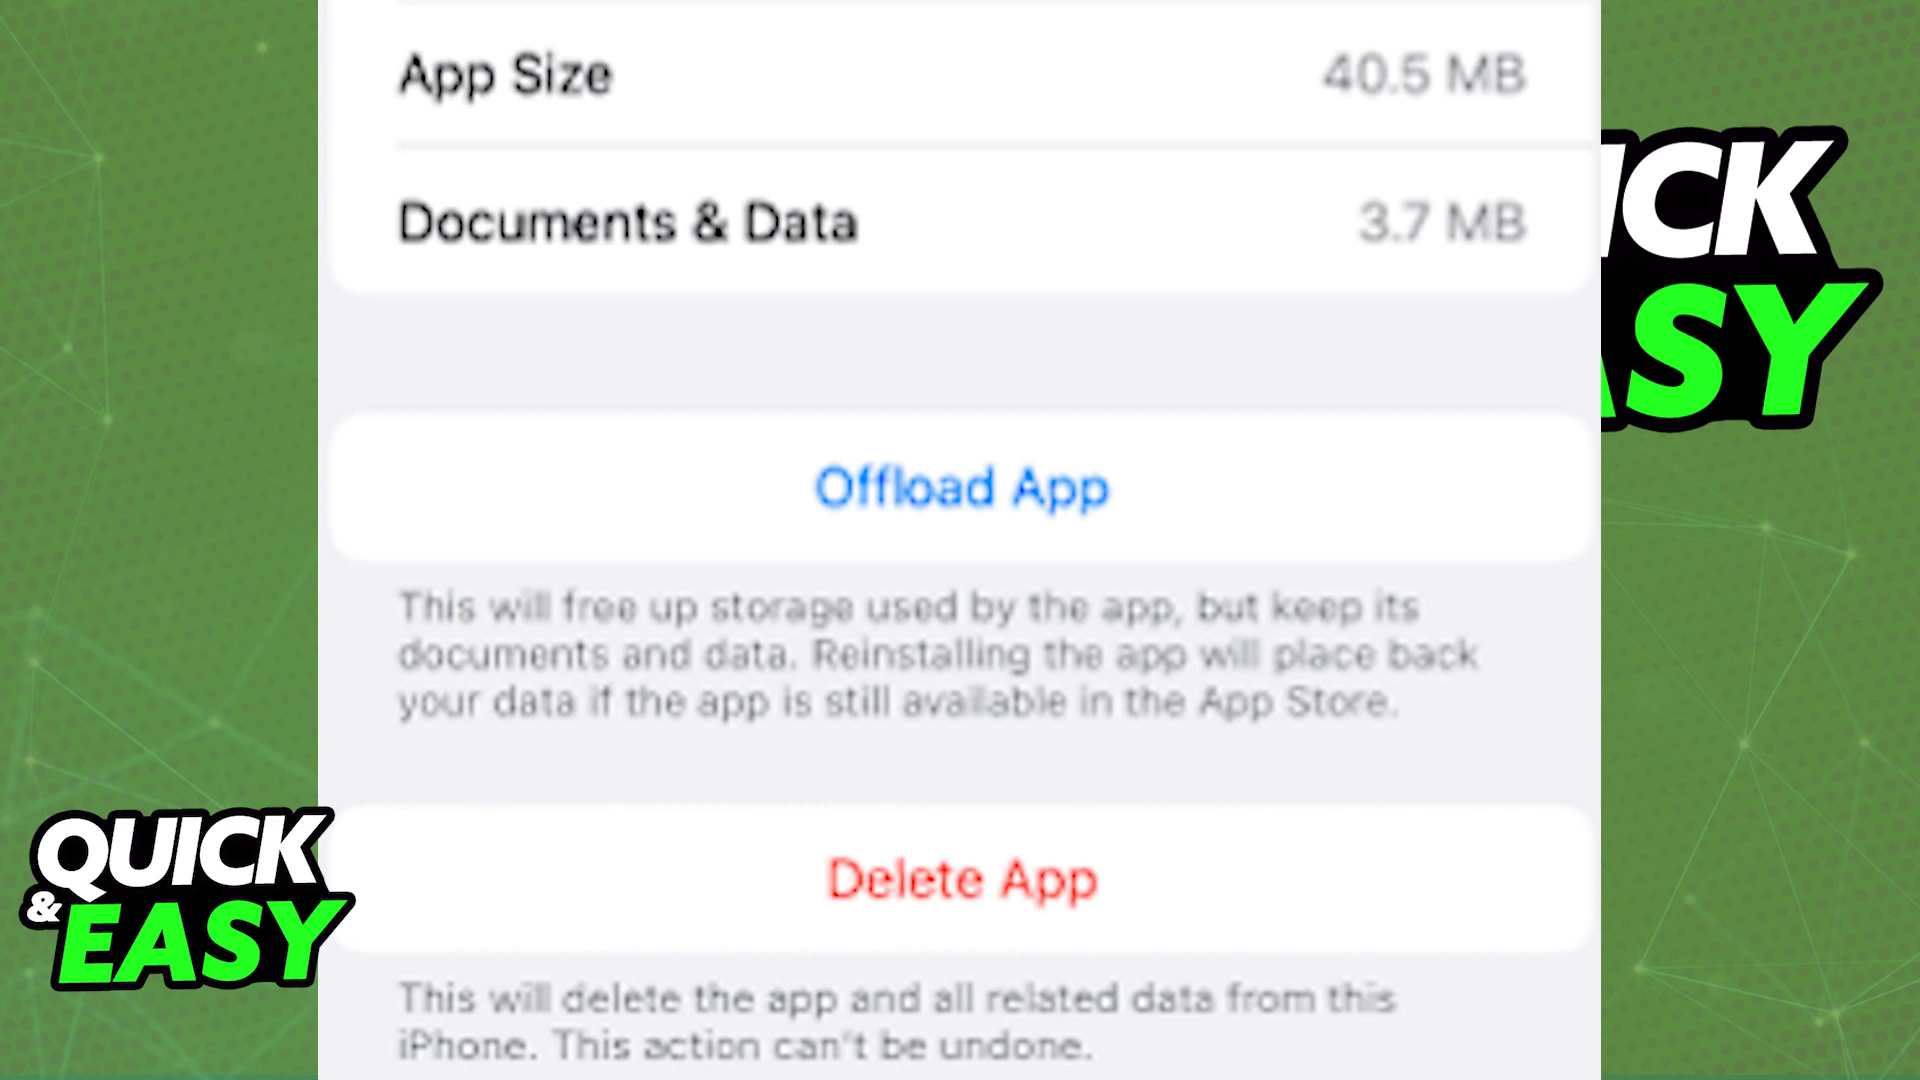 App Size 40.5 MB
Documents & Data 3.7 MB
Offload App
This will free up storage used by the app, but keep its
documents and data. Reinstalling the app will place back
your data if the app is still available in the App Store.
Delete App
This will delete the app and all related data from this
iPhone. This action can't be undone.
QUICK
& EASY
ICK
ASY